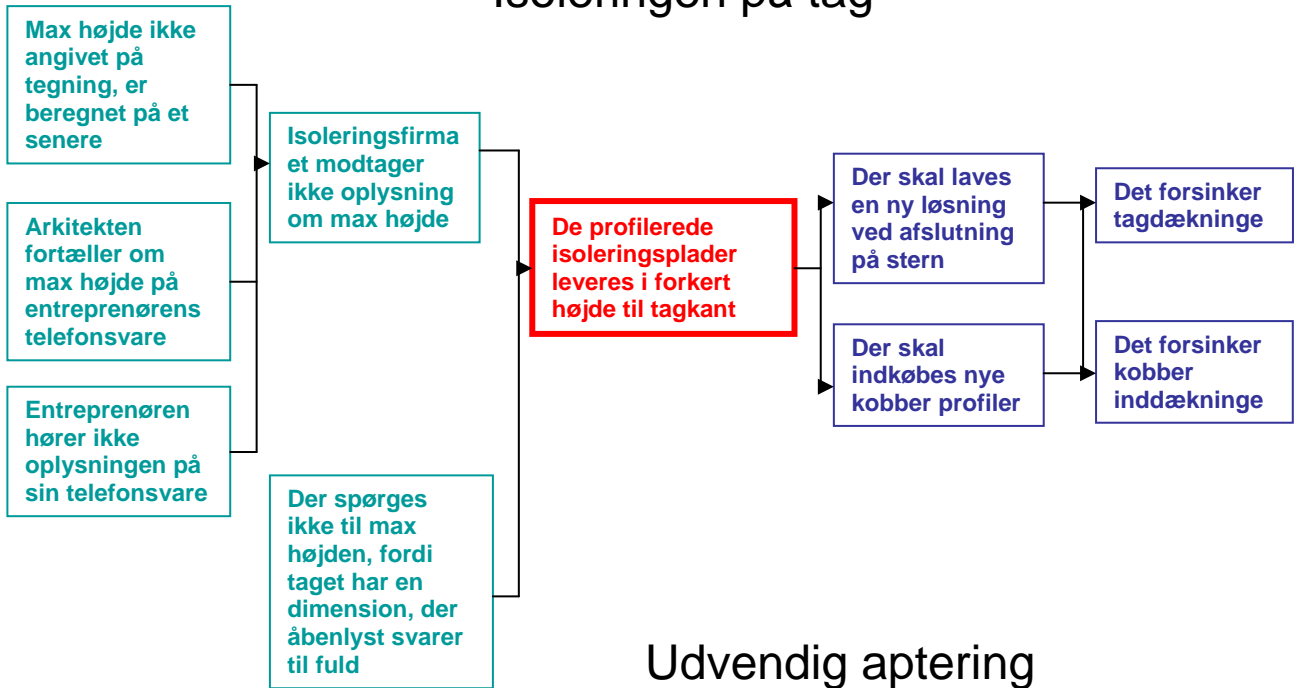 Isoleringen på tag
Max højde ikke
angivet på
tegning, er
beregnet på et
senere
Arkitekten
fortæller om
max højde på
entreprenørens
telefonsvare
Entreprenøren
hører ikke
oplysningen på
sin telefonsvare
Isoleringsfirma
et modtager
ikke oplysning
om max højde
Der spørges
ikke til max
højden, fordi
taget har en
dimension, der
åbenlyst svarer
til fuld
De profilerede
isoleringsplader
leveres i forkert
højde til tagkant
Der skal laves
en ny løsning
ved afslutning
på stern
Der skal
indkøbes nye
kobber profiler
Det forsinker
tagdækninge
Det forsinker
kobber
inddækninge
Udvendig aptering